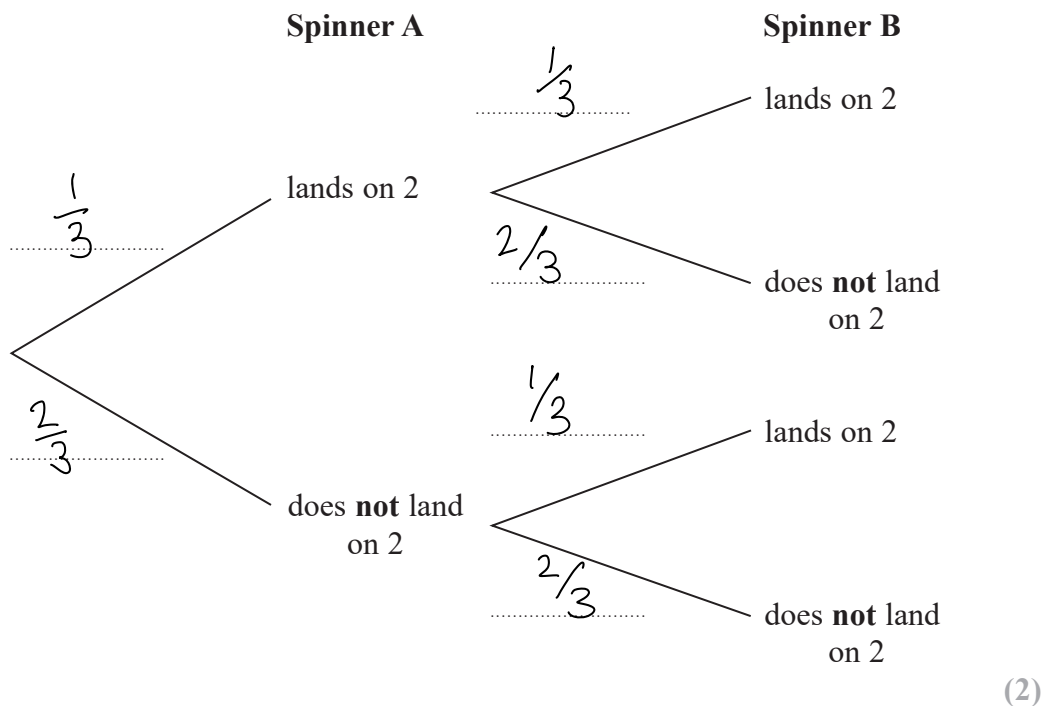 Spinner A
Spinner B
1/3
lands on 2
1/3
lands on 2
2/3
does not land
on 2
2/3
does not land
on 2
1/3
lands on 2
2/3
does not land
on 2
(2)